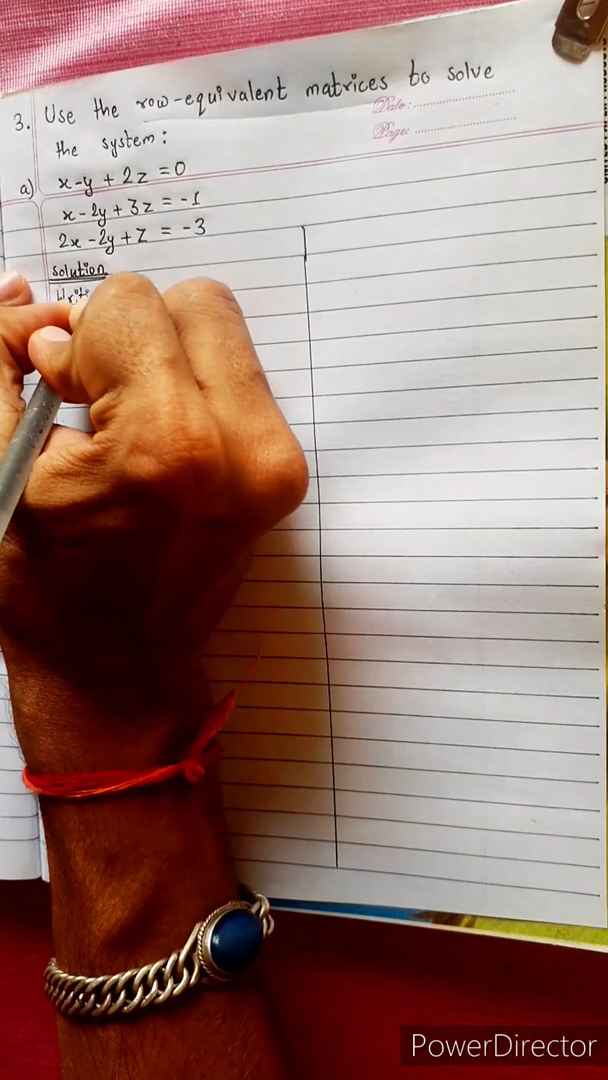 3. Use the row-equivalent matrices to solve
Date:
the system:
Page:
a) x-y + 2z = 0
x - 2y + 3z = -1
2x - 2y + z = -3
Solution
PowerDirector